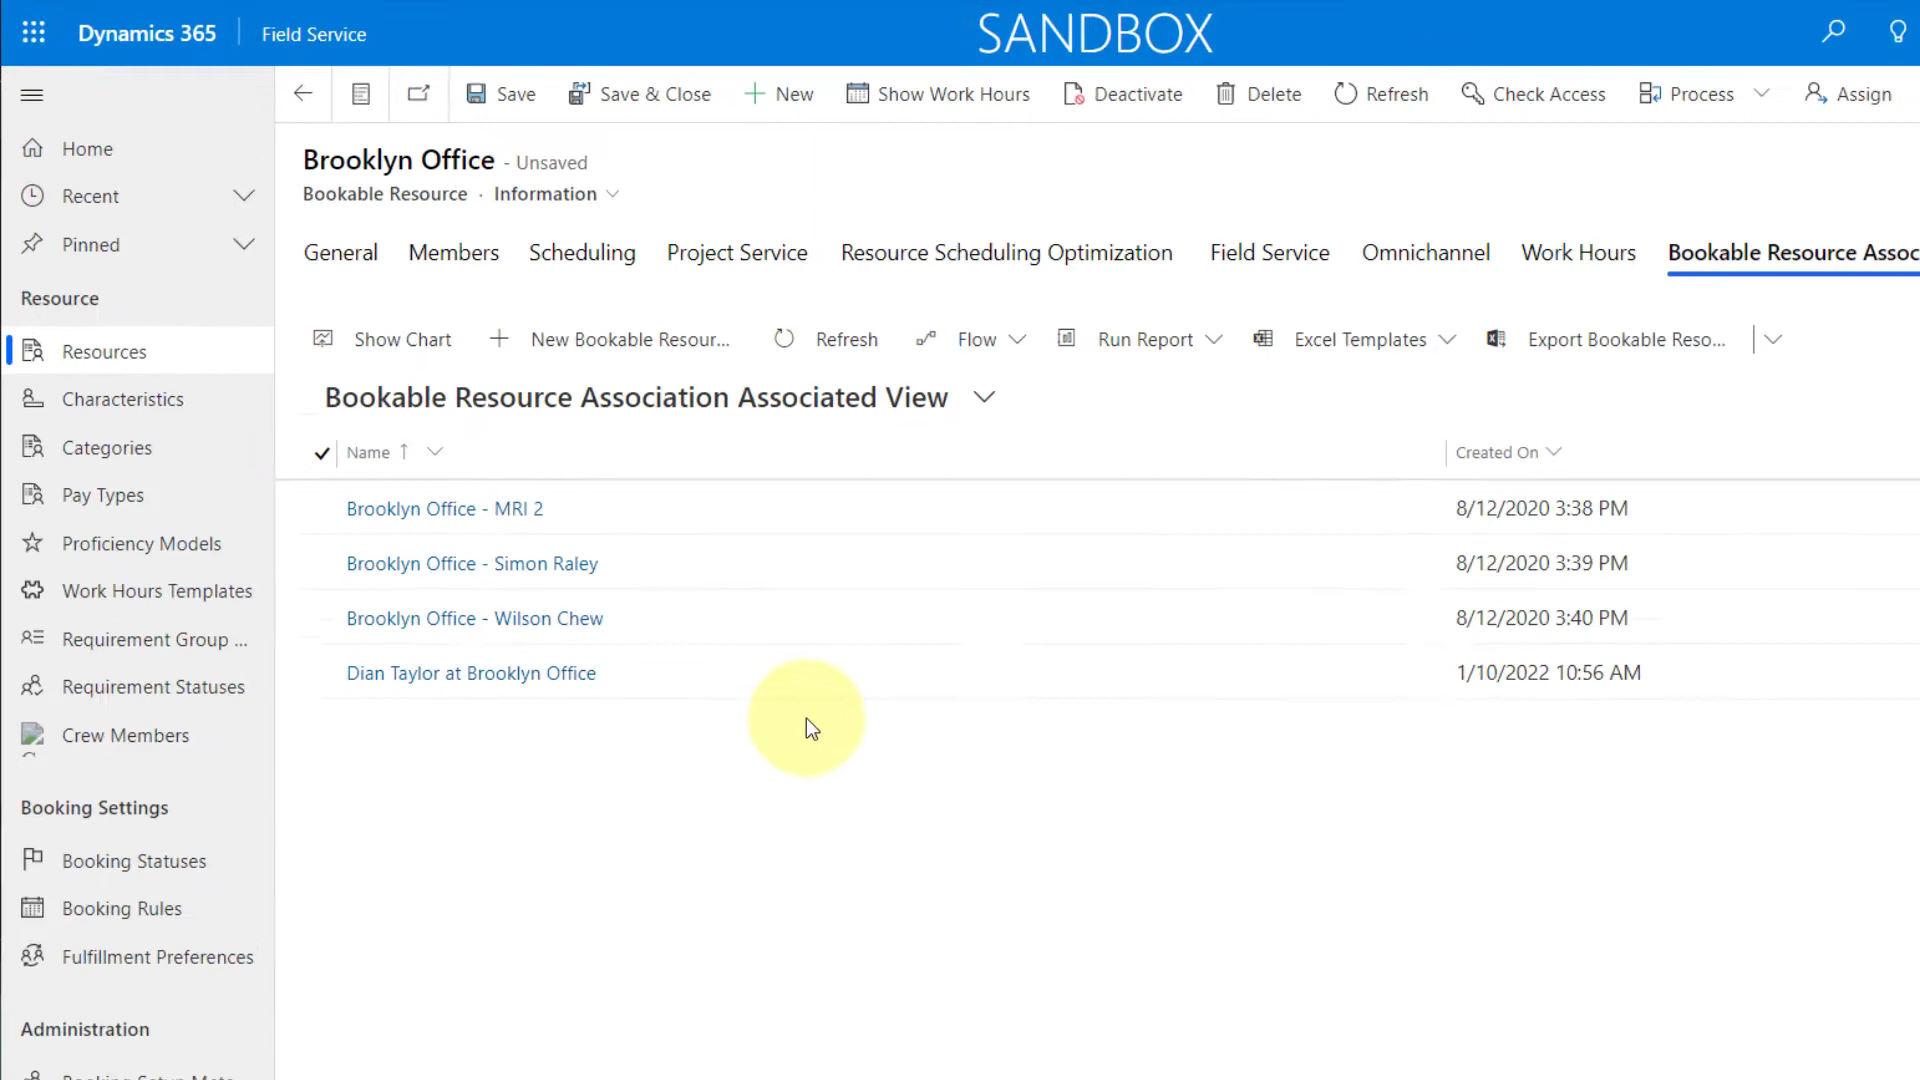 Dynamics 365 Field Service SANDBOX
Save Save & Close New Show Work Hours Deactivate Delete Refresh Check Access Process Assign
Brooklyn Office - Unsaved
Bookable Resource · Information
General Members Scheduling Project Service Resource Scheduling Optimization Field Service Omnichannel Work Hours Bookable Resource Assoc
Show Chart New Bookable Resour... Refresh Flow Run Report Excel Templates Export Bookable Reso...
Bookable Resource Association Associated View
Name ↑ Created On
Brooklyn Office - MRI 2 8/12/2020 3:38 PM
Brooklyn Office - Simon Raley 8/12/2020 3:39 PM
Brooklyn Office - Wilson Chew 8/12/2020 3:40 PM
Dian Taylor at Brooklyn Office 1/10/2022 10:56 AM
Home
Recent
Pinned
Resource
Resources
Characteristics
Categories
Pay Types
Proficiency Models
Work Hours Templates
Requirement Group ...
Requirement Statuses
Crew Members
Booking Settings
Booking Statuses
Booking Rules
Fulfillment Preferences
Administration